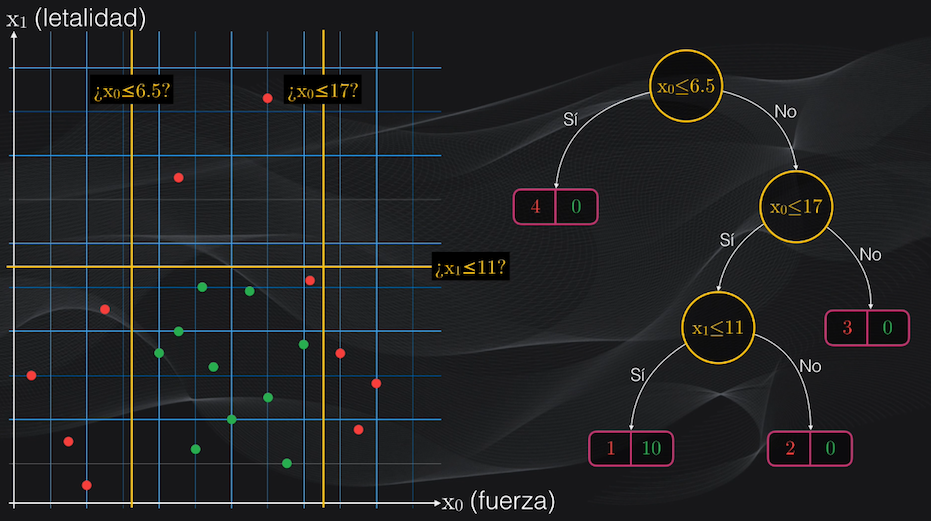 x₁ (letalidad)
¿x₀≤6.5?
¿x₀≤17?
¿x₁≤11?
x₀ (fuerza)
x₀≤6.5
Sí
No
4 0
x₀≤17
Sí
No
x₁≤11
3 0
Sí
No
1 10
2 0